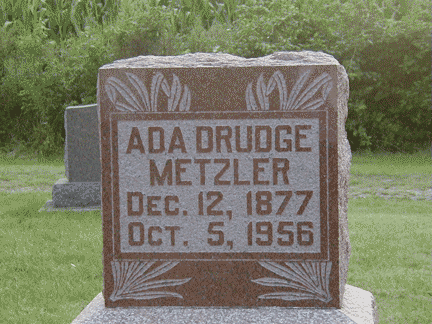 ADA DRUDGE
METZLER
DEC. 12, 1877
OCT. 5, 1956